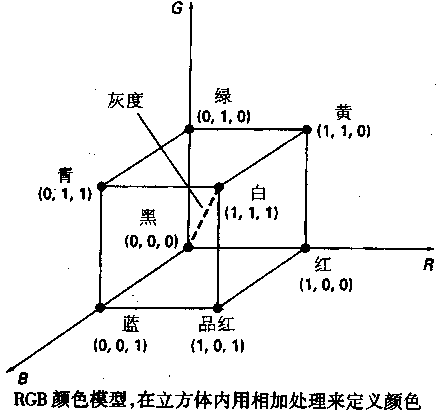 G
绿
(0, 1, 0)
黄
(1, 1, 0)
灰度
青
(0, 1, 1)
白
(1, 1, 1)
黑
(0, 0, 0)
红
(1, 0, 0)
R
蓝
(0, 0, 1)
品红
(1, 0, 1)
B
RGB 颜色模型,在立方体内用相加处理来定义颜色